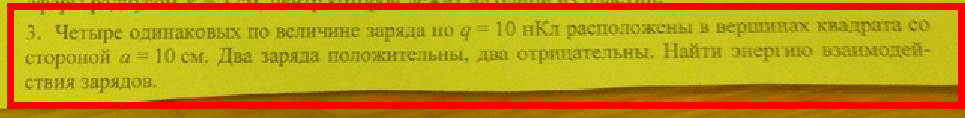 3. Четыре одинаковых по величине заряда по q = 10 нКл расположены в вершинах квадрата со
стороной a = 10 см. Два заряда положительны, два отрицательны. Найти энергию взаимодей-
ствия зарядов.